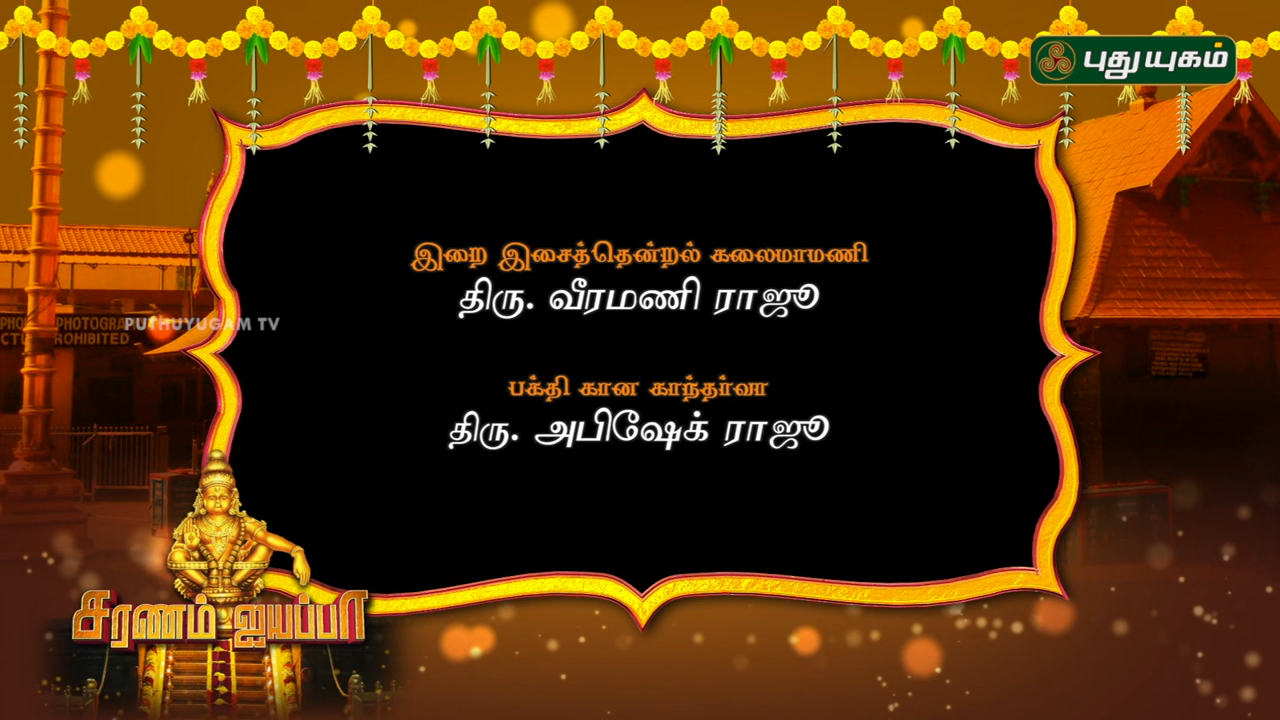 புதுயுகம்
இறை இசைத்தென்றல் கலைமாமணி
திரு. வீரமணி ராஜூ
PUTHUYUGAM TV
பக்தி கான காந்தர்வா
திரு. அபிஷேக் ராஜூ
சரணம் ஐயப்பா